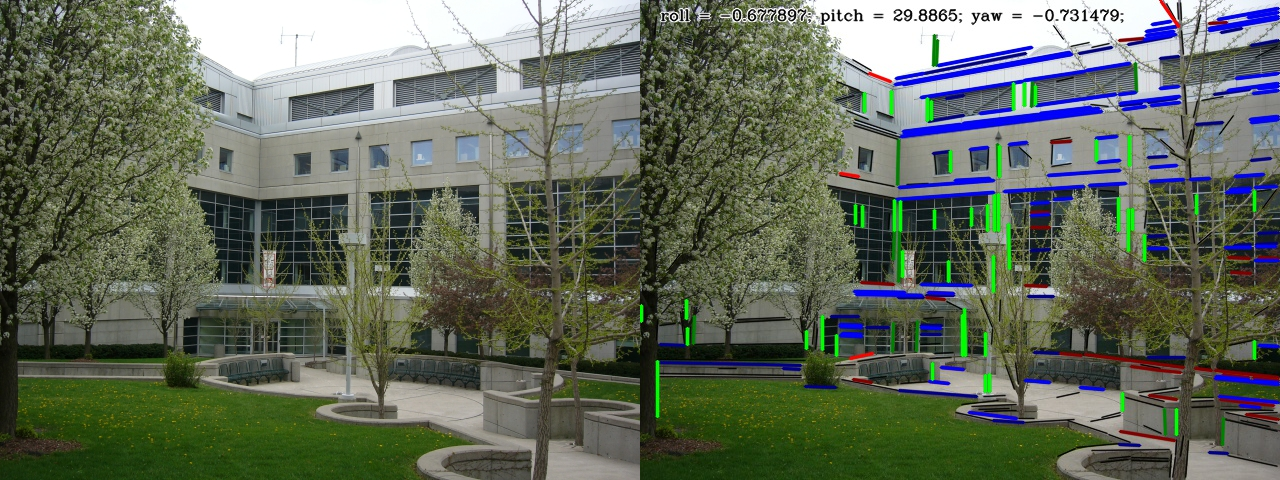 roll = -0.677897; pitch = 29.8865; yaw = -0.731479;